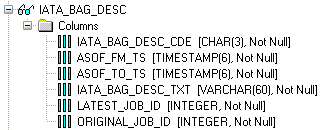 IATA_BAG_DESC
Columns
IATA_BAG_DESC_CDE [CHAR(3), Not Null]
ASOF_FM_TS [TIMESTAMP(6), Not Null]
ASOF_TO_TS [TIMESTAMP(6), Not Null]
IATA_BAG_DESC_TXT [VARCHAR(60), Not Null]
LATEST_JOB_ID [INTEGER, Not Null]
ORIGINAL_JOB_ID [INTEGER, Not Null]